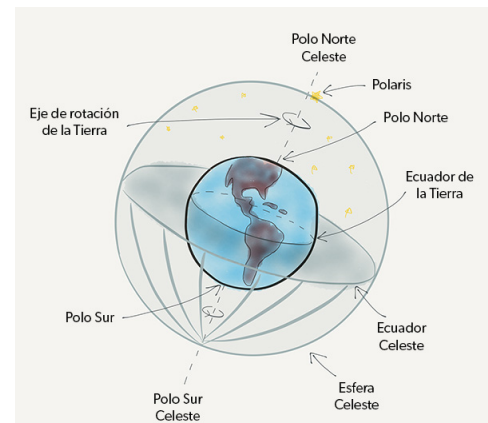 Polo Norte
Celeste
Polaris
Eje de rotación
de la Tierra
Polo Norte
Ecuador de
la Tierra
Polo Sur
Ecuador
Celeste
Esfera
Celeste
Polo Sur
Celeste